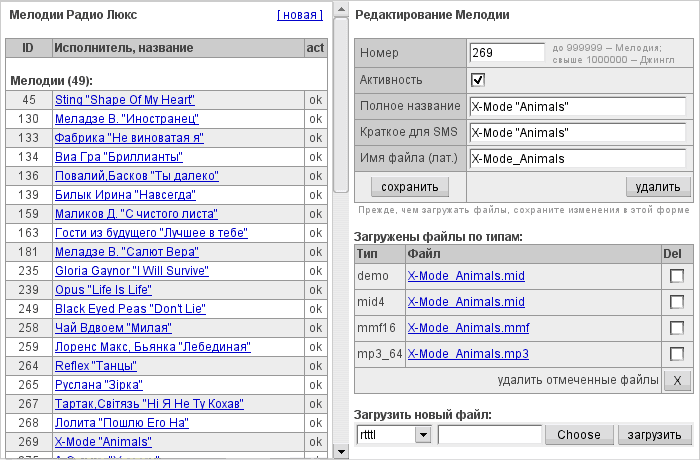 Мелодии Радио Люкс [ новая ]
ID Исполнитель, название act
Мелодии (49):
45 Sting "Shape Of My Heart" ok
130 Меладзе В. "Иностранец" ok
133 Фабрика "Не виноватая я" ok
134 Виа Гра "Бриллианты" ok
136 Повалий,Басков "Ты далеко" ok
139 Билык Ирина "Навсегда" ok
159 Маликов Д. "С чистого листа" ok
163 Гости из будущего "Лучшее в тебе" ok
181 Меладзе В. "Салют Вера" ok
235 Gloria Gaynor "I Will Survive" ok
239 Opus "Life Is Life" ok
249 Black Eyed Peas "Don't Lie" ok
258 Чай Вдвоем "Милая" ok
259 Лоренс Макс, Бьянка "Лебединая" ok
264 Reflex "Танцы" ok
265 Руслана "Зірка" ok
267 Тартак,Світязь "Ні Я Не Ту Кохав" ok
268 Лолита "Пошлю Его На" ok
269 X-Mode "Animals" ok
Редактирование Мелодии
Номер 269 до 999999 – Мелодия;
свыше 1000000 – Джингл
Активность
Полное название X-Mode "Animals"
Краткое для SMS X-Mode "Animals"
Имя файла (лат.) X-Mode_Animals
сохранить удалить
Прежде, чем загружать файлы, сохраните изменения в этой форме
Загружены файлы по типам:
Тип Файл Del
demo X-Mode_Animals.mid
mid4 X-Mode_Animals.mid
mmf16 X-Mode_Animals.mmf
mp3_64 X-Mode_Animals.mp3
удалить отмеченные файлы X
Загрузить новый файл:
rtttl Choose загрузить